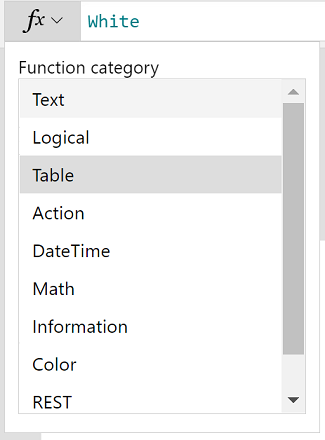 fx White
Function category
Text
Logical
Table
Action
DateTime
Math
Information
Color
REST